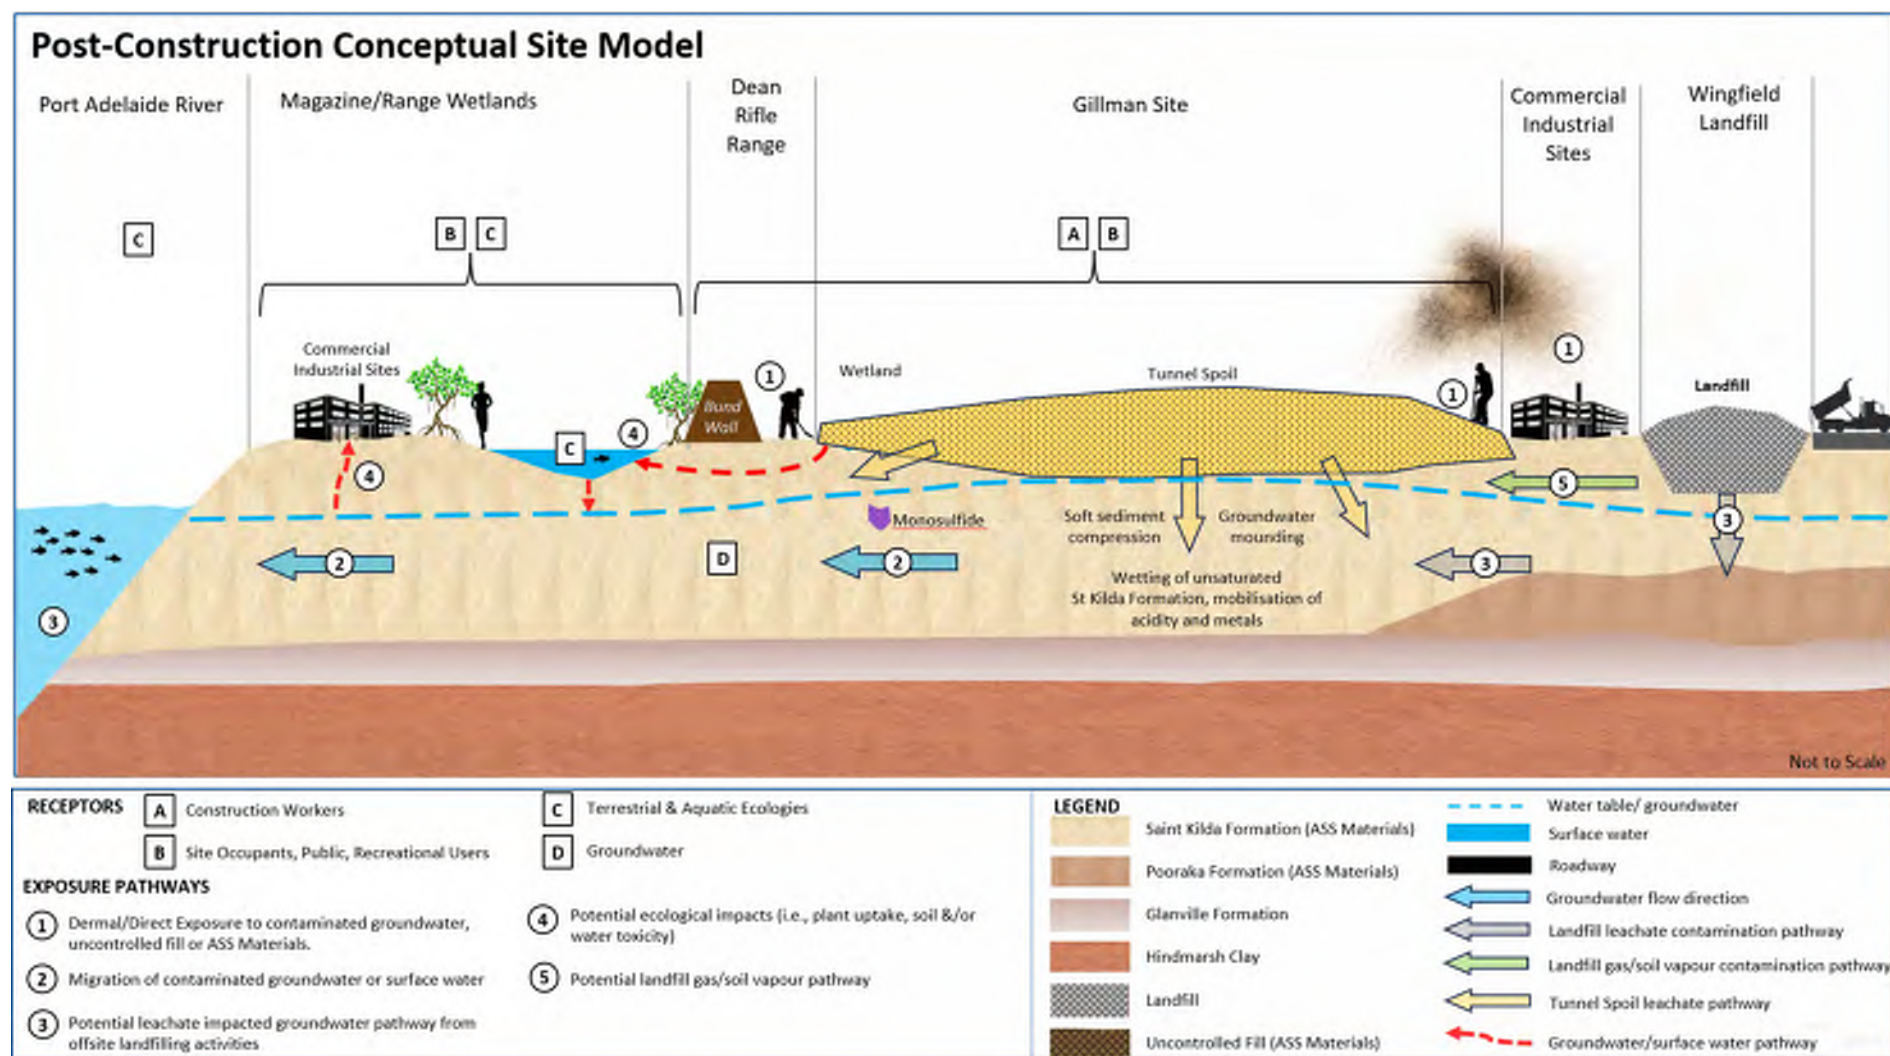 Post-Construction Conceptual Site Model
Port Adelaide River
Magazine/Range Wetlands
Dean
Rifle
Range
Gillman Site
Commercial
Industrial
Sites
Wingfield
Landfill
C
B C
A B
Commercial
Industrial Sites
1
Wetland
Tunnel Spoil
1
1
Landfill
Bund
Wall
4
C
4
5
Monosulfide
Soft sediment
compression
Groundwater
mounding
3
D
2
2
3
Wetting of unsaturated
St Kilda Formation, mobilisation of
acidity and metals
3
Not to Scale
RECEPTORS
A Construction Workers
B Site Occupants, Public, Recreational Users
C Terrestrial & Aquatic Ecologies
D Groundwater
EXPOSURE PATHWAYS
1 Dermal/Direct Exposure to contaminated groundwater,
uncontrolled fill or ASS Materials.
2 Migration of contaminated groundwater or surface water
3 Potential leachate impacted groundwater pathway from
offsite landfilling activities
4 Potential ecological impacts (i.e., plant uptake, soil &/or
water toxicity)
5 Potential landfill gas/soil vapour pathway
LEGEND
Saint Kilda Formation (ASS Materials)
Pooraka Formation (ASS Materials)
Glanville Formation
Hindmarsh Clay
Landfill
Uncontrolled Fill (ASS Materials)
Water table/ groundwater
Surface water
Roadway
Groundwater flow direction
Landfill leachate contamination pathway
Landfill gas/soil vapour contamination pathway
Tunnel Spoil leachate pathway
Groundwater/surface water pathway